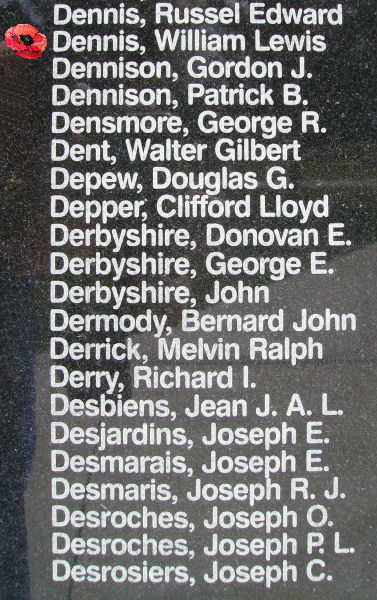 Dennis, Russel Edward
Dennis, William Lewis
Dennison, Gordon J.
Dennison, Patrick B.
Densmore, George R.
Dent, Walter Gilbert
Depew, Douglas G.
Depper, Clifford Lloyd
Derbyshire, Donovan E.
Derbyshire, George E.
Derbyshire, John
Dermody, Bernard John
Derrick, Melvin Ralph
Derry, Richard I.
Desbiens, Jean J. A. L.
Desjardins, Joseph E.
Desmarais, Joseph E.
Desmaris, Joseph R. J.
Desroches, Joseph O.
Desroches, Joseph P. L.
Desrosiers, Joseph C.